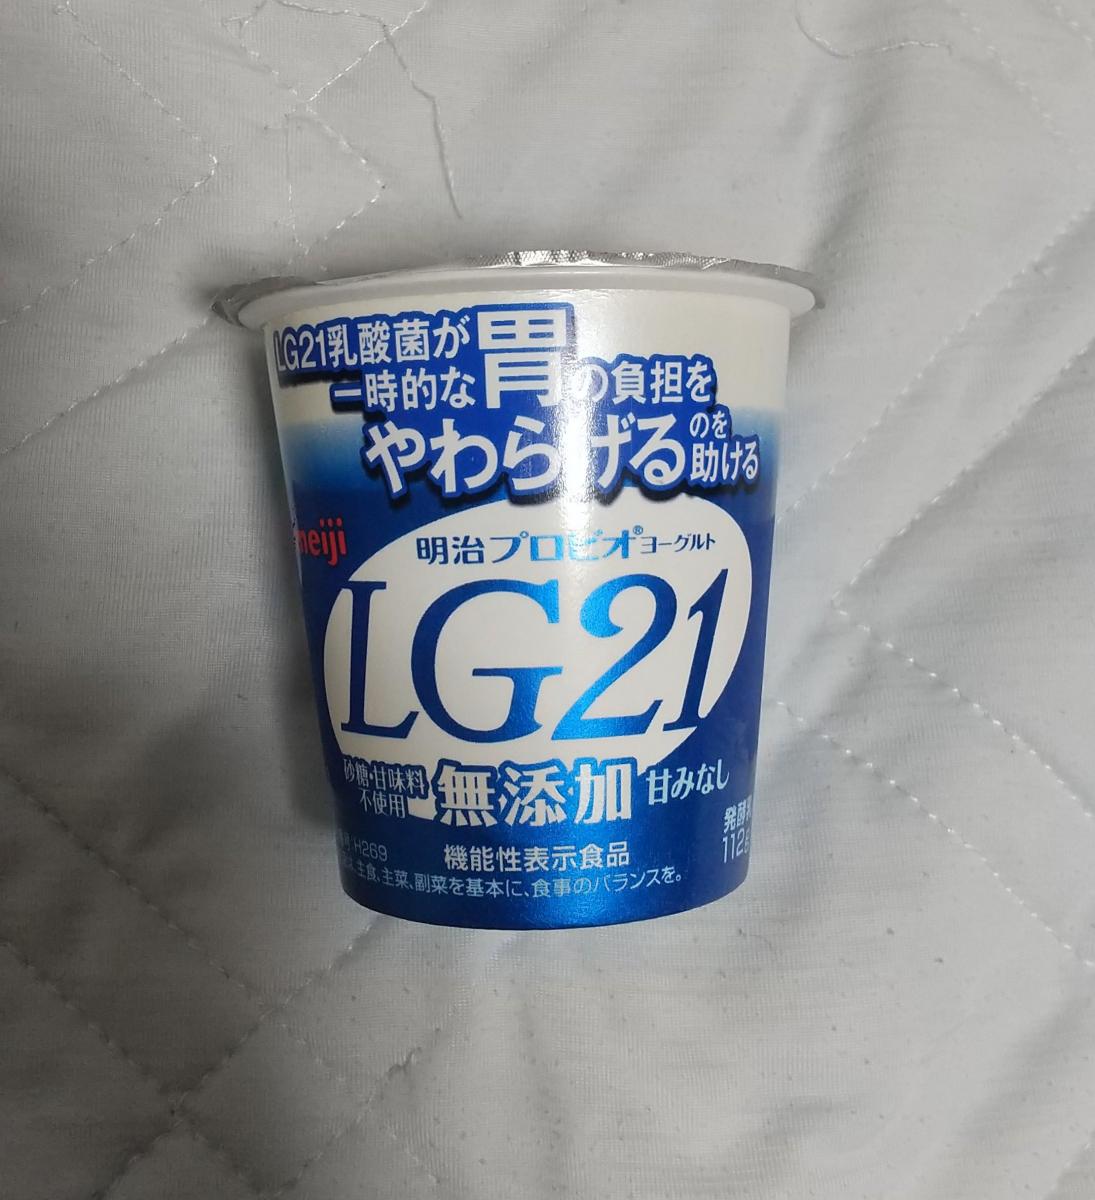 LG21乳酸菌が
一時的な胃の負担を
やわらげるのを助ける
meiji
明治プロビオ®ヨーグルト
LG21
砂糖・甘味料
不使用
無添加
甘みなし
発酵乳
112g
H269
機能性表示食品
主食、主菜、副菜を基本に、食事のバランスを。